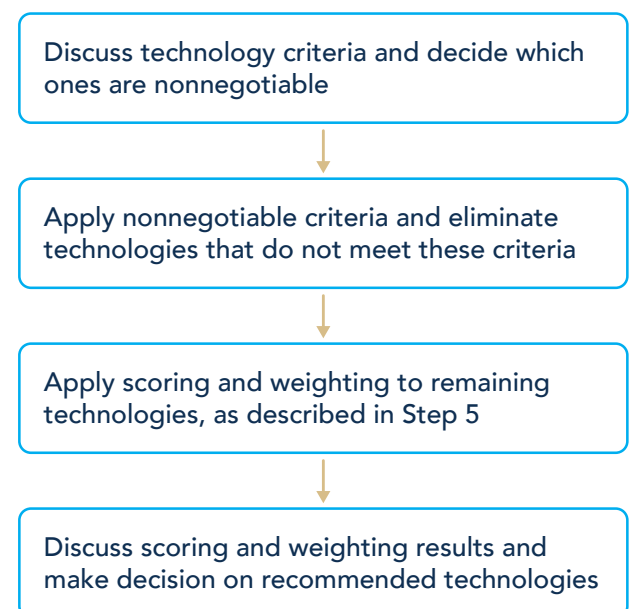 Discuss technology criteria and decide which
ones are nonnegotiable
Apply nonnegotiable criteria and eliminate
technologies that do not meet these criteria
Apply scoring and weighting to remaining
technologies, as described in Step 5
Discuss scoring and weighting results and
make decision on recommended technologies